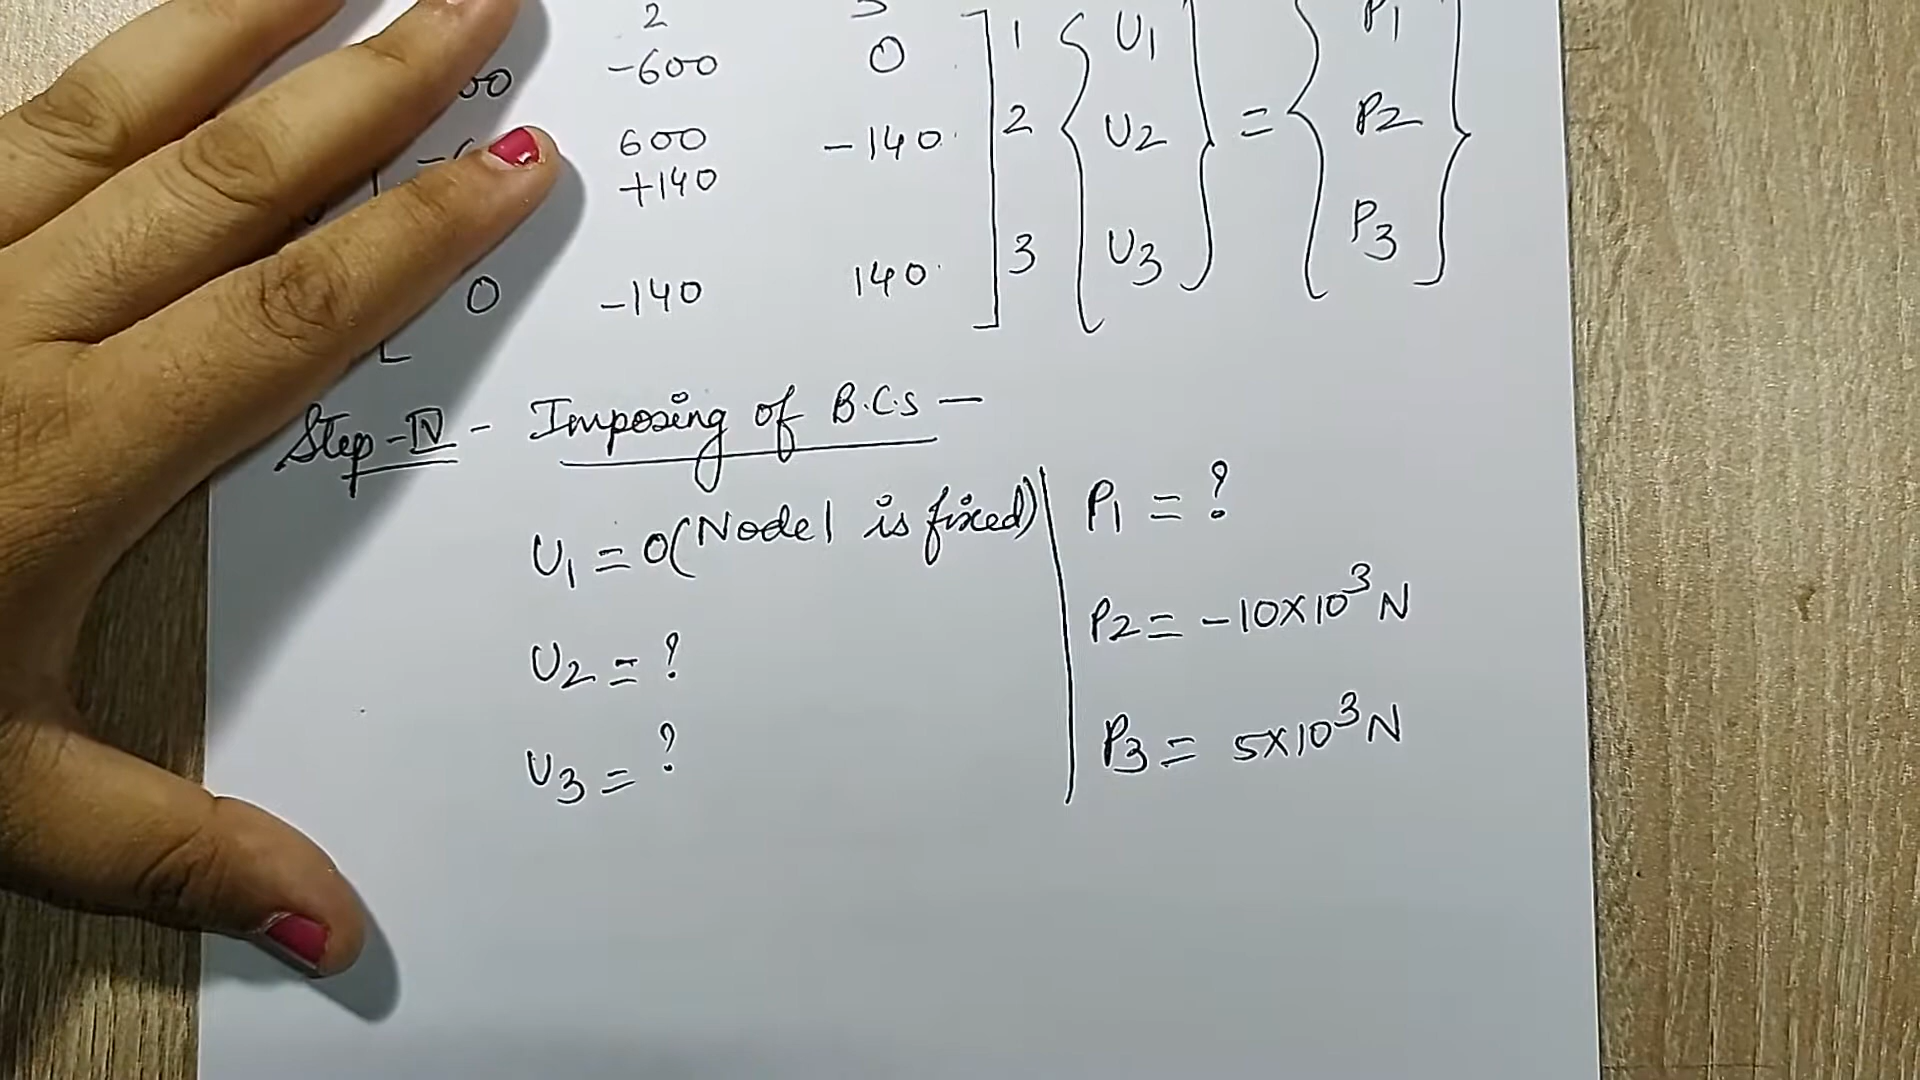 2
-600 0 1 U1 P1
600 -140 2 U2 = P2
+140
0 -140 140 3 U3 P3
Step-IV - Imposing of B.C.s -
U1 = 0 (Node 1 is fixed) P1 = ?
U2 = ? P2 = -10×10³ N
U3 = ? P3 = 5×10³ N